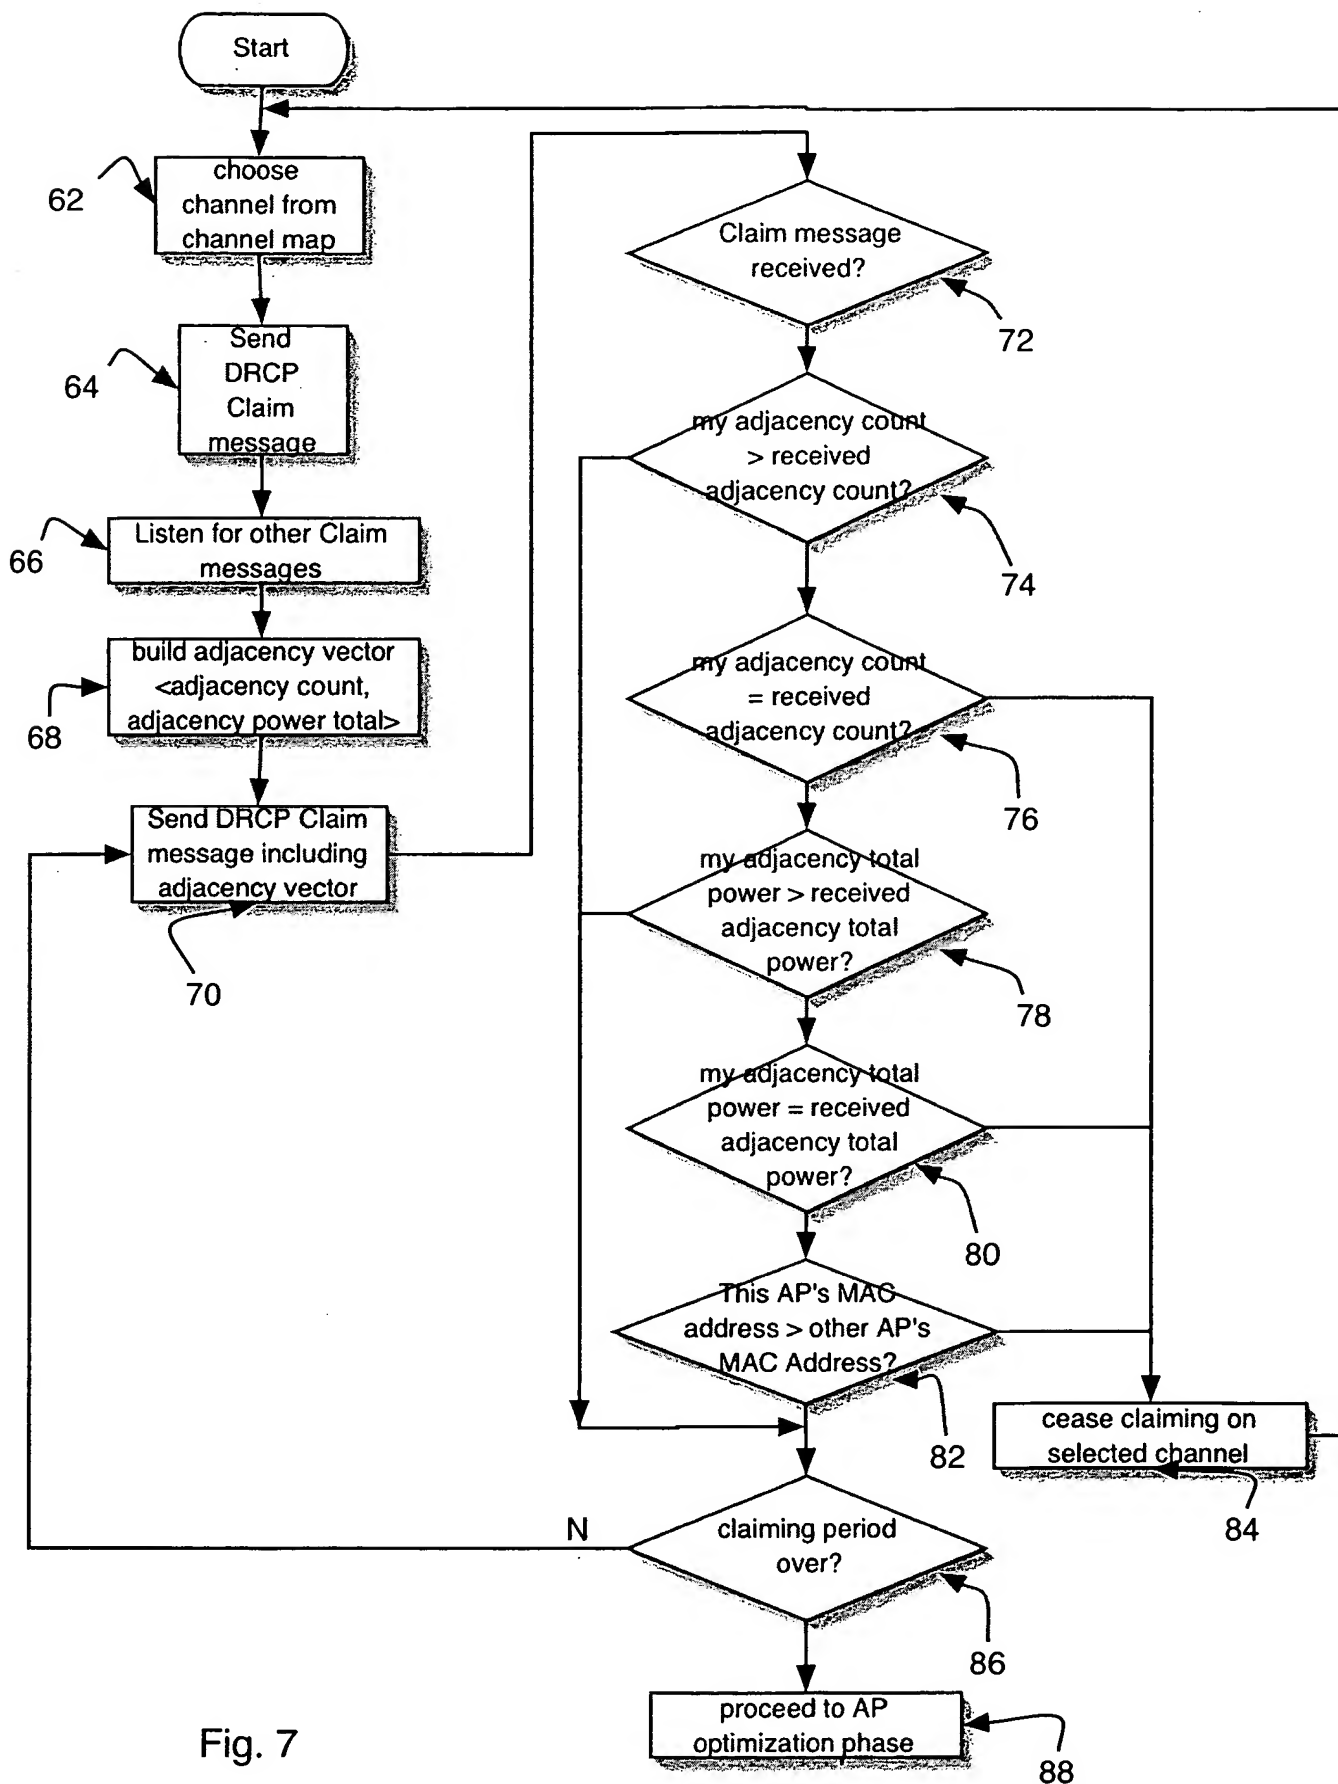 Start
choose
channel from
channel map
62
Send
DRCP
Claim
message
64
Listen for other Claim
messages
66
build adjacency vector
<adjacency count,
adjacency power total>
68
Send DRCP Claim
message including
adjacency vector
70
Claim message
received?
72
my adjacency count
> received
adjacency count?
74
my adjacency count
= received
adjacency count?
76
my adjacency total
power > received
adjacency total
power?
78
my adjacency total
power = received
adjacency total
power?
80
This AP's MAC
address > other AP's
MAC Address?
82
cease claiming on
selected channel
84
claiming period
over?
N
86
proceed to AP
optimization phase
88
Fig. 7